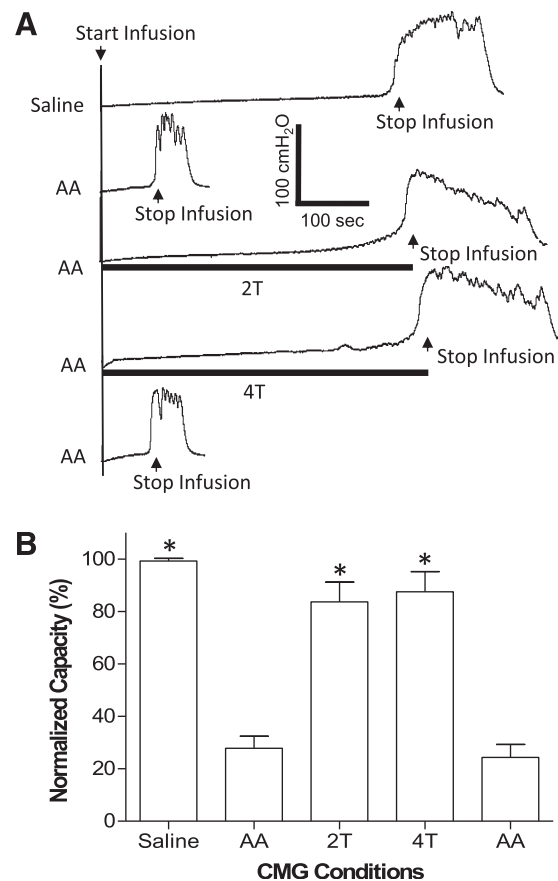 A
Start Infusion
Saline
Stop Infusion
100 cmH₂O
100 sec
AA
Stop Infusion
AA
Stop Infusion
2T
AA
Stop Infusion
4T
AA
Stop Infusion
B
Normalized Capacity (%)
100
80
60
40
20
0
*
*
*
Saline
AA
2T
4T
AA
CMG Conditions